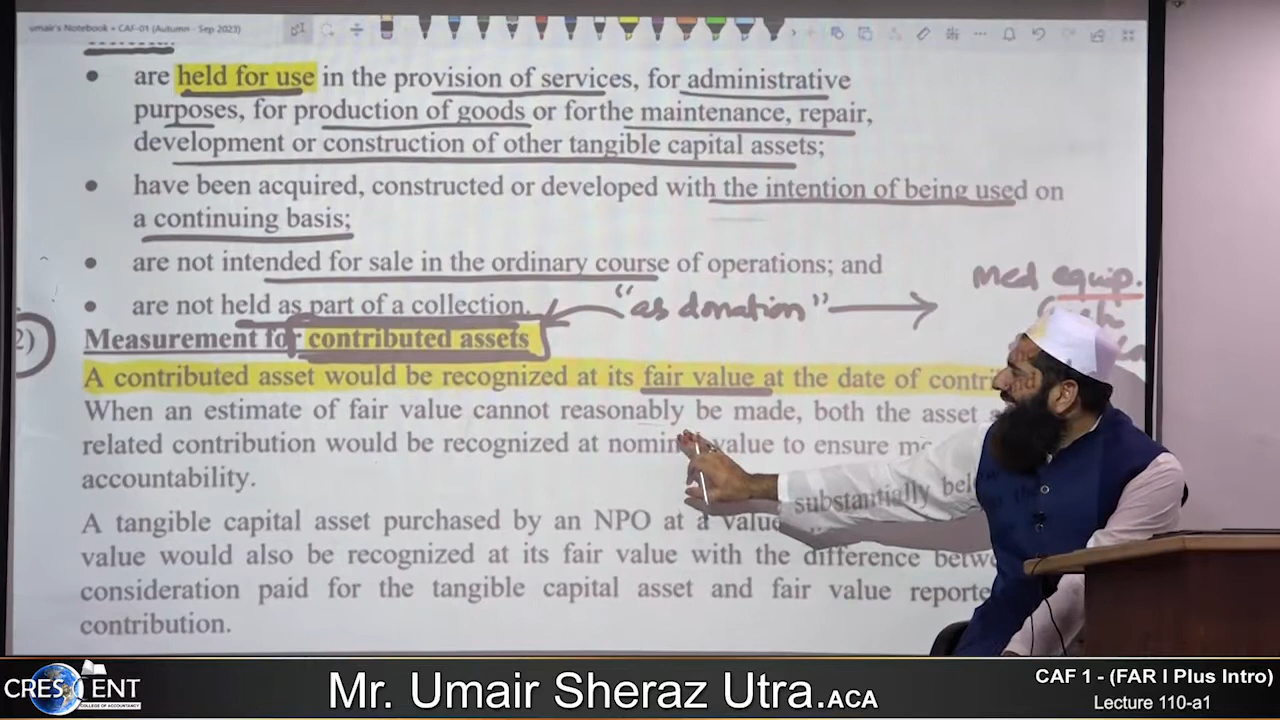 umair's Notebook • CAF-01 (Autumn - Sep 2023)
• are held for use in the provision of services, for administrative
purposes, for production of goods or forthe maintenance, repair,
development or construction of other tangible capital assets;
• have been acquired, constructed or developed with the intention of being used on
a continuing basis;
• are not intended for sale in the ordinary course of operations; and
• are not held as part of a collection.
"as donation"
Med equip.
2)
Measurement for contributed assets
A contributed asset would be recognized at its fair value at the date of
When an estimate of fair value cannot reasonably be made, both the asset
related contribution would be recognized at value to ensure
accountability.
A tangible capital asset purchased by an NPO at a substantially
value would also be recognized at its fair value with the difference
consideration paid for the tangible capital asset and fair value
contribution.
CRESCENT
COLLEGE OF ACCOUNTANCY
Mr. Umair Sheraz Utra.ACA
CAF 1 - (FAR I Plus Intro)
Lecture 110-a1